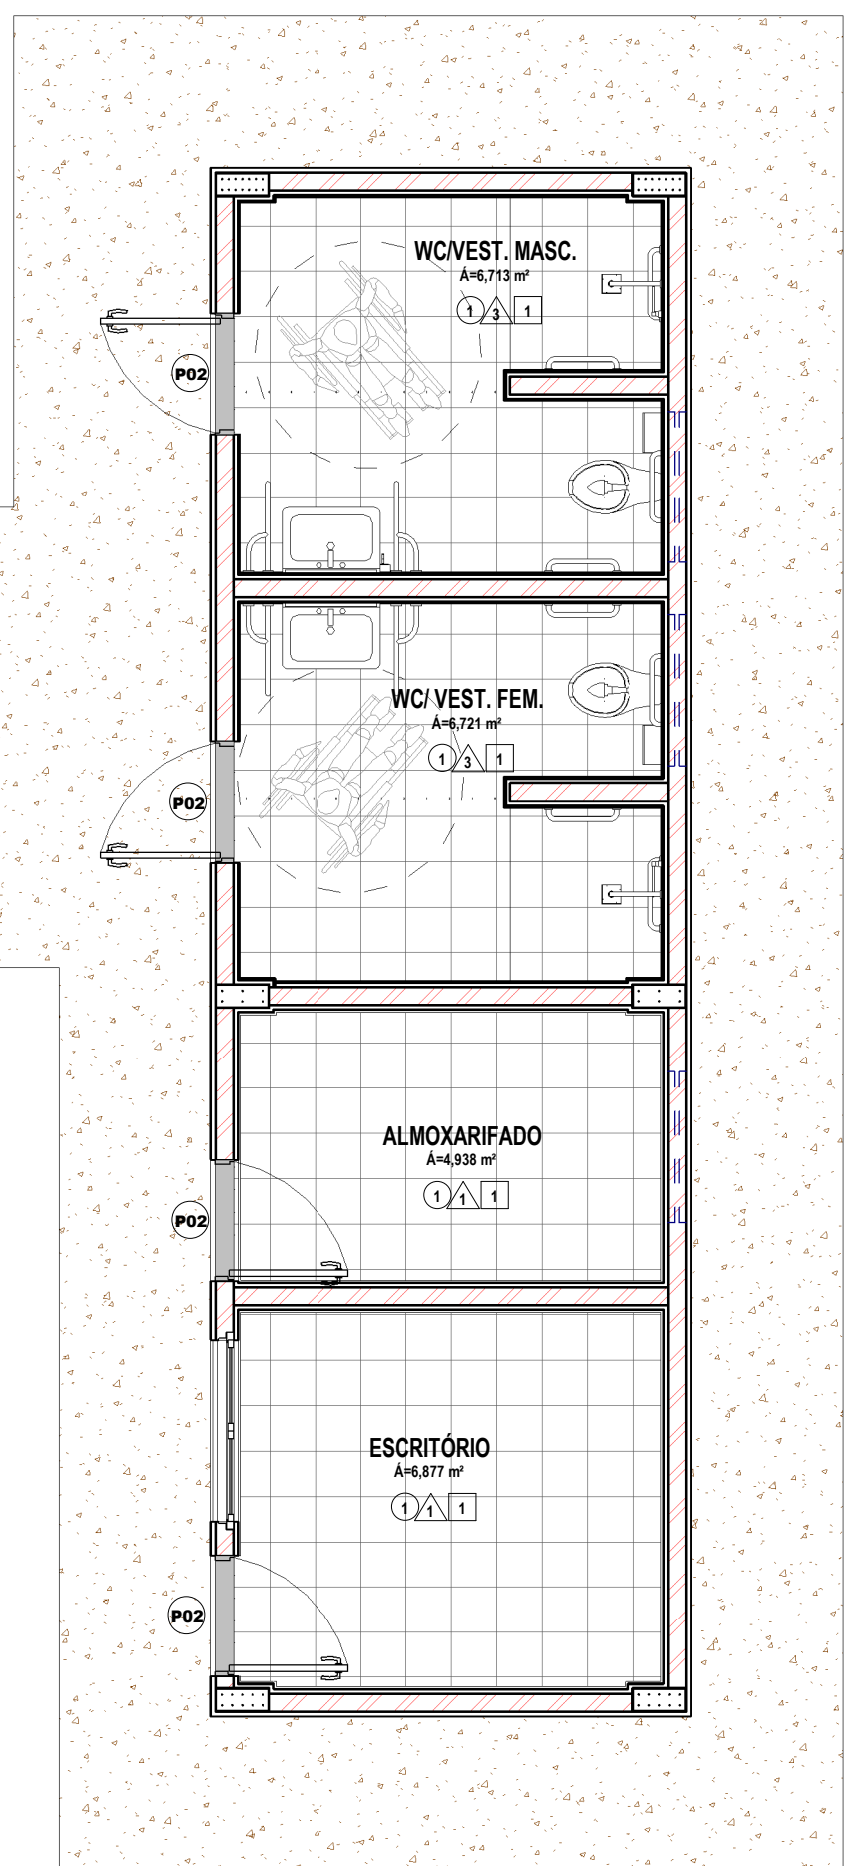 WC/VEST. MASC.
Á=6,713 m²
1 3 1
P02
WC/ VEST. FEM.
Á=6,721 m²
1 3 1
P02
ALMOXARIFADO
Á=4,938 m²
1 1 1
P02
ESCRITÓRIO
Á=6,877 m²
1 1 1
P02